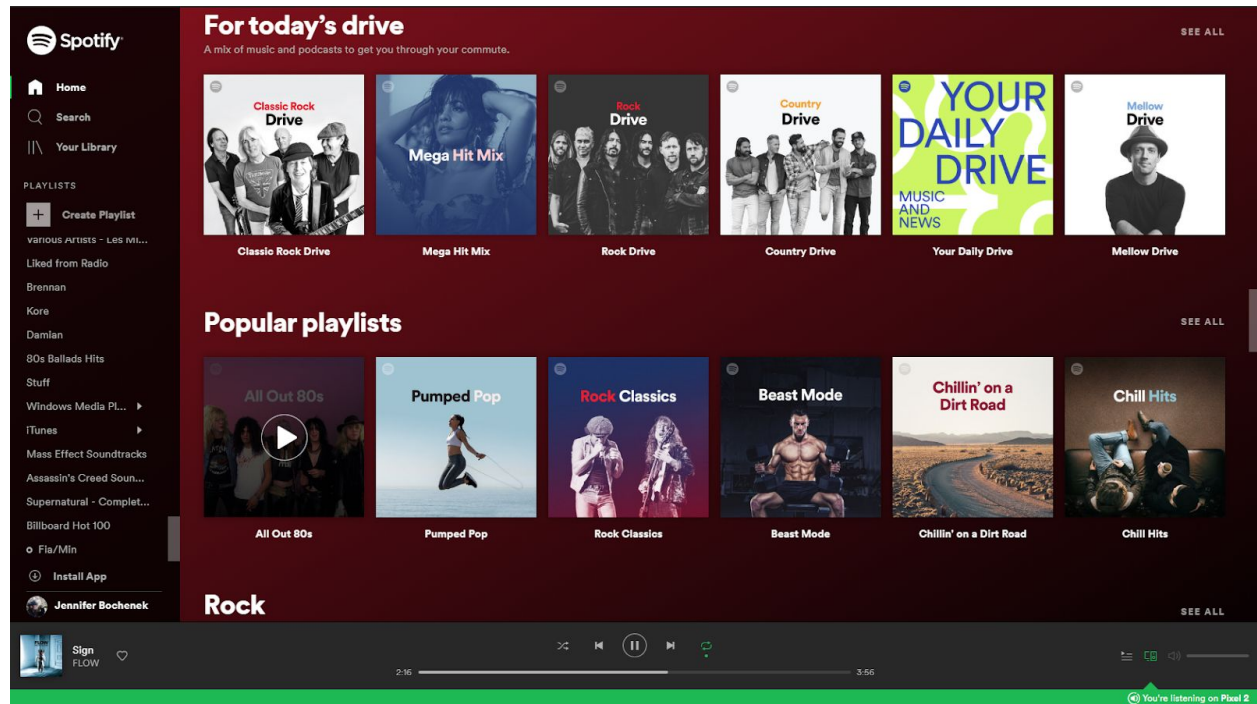 Spotify
Home
Search
Your Library
PLAYLISTS
Create Playlist
Various Artists - Les Mi...
Liked from Radio
Brennan
Kore
Damian
80s Ballads Hits
Stuff
Windows Media Pl...
iTunes
Mass Effect Soundtracks
Assassin's Creed Soun...
Supernatural - Complet...
Billboard Hot 100
Fla/Min
Install App
Jennifer Bochenek
For today's drive
SEE ALL
A mix of music and podcasts to get you through your commute.
Classic Rock
Drive
Mega Hit Mix
Rock
Drive
Country
Drive
YOUR
DAILY
DRIVE
MUSIC
AND
NEWS
Mellow
Drive
Classic Rock Drive
Mega Hit Mix
Rock Drive
Country Drive
Your Daily Drive
Mellow Drive
Popular playlists
SEE ALL
All Out 80s
Pumped Pop
Rock Classics
Beast Mode
Chillin' on a
Dirt Road
Chill Hits
All Out 80s
Pumped Pop
Rock Classics
Beast Mode
Chillin' on a Dirt Road
Chill Hits
Rock
SEE ALL
Sign
FLOW
2:16
3:56
You're listening on Pixel 2